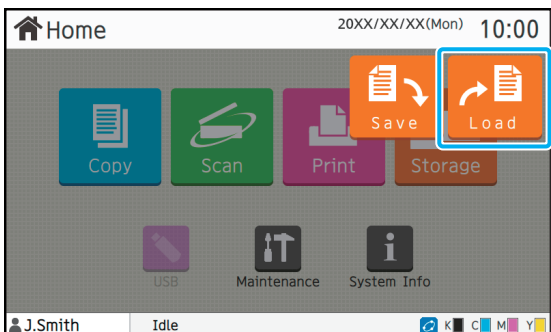 Home
20XX/XX/XX(Mon) 10:00
Save Load
Copy Scan Print Storage
USB Maintenance System Info
J.Smith Idle K C M Y